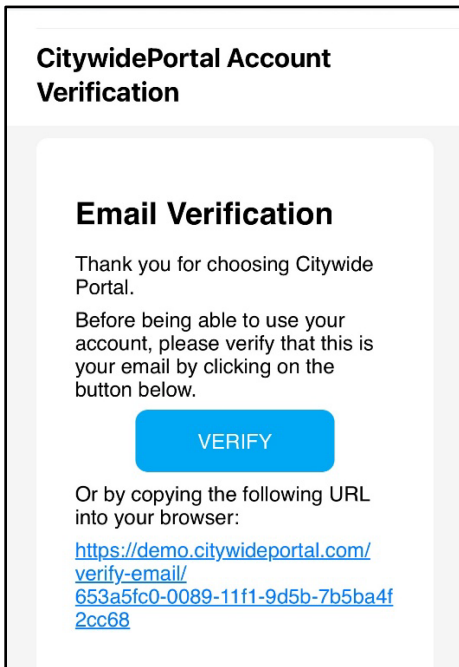 CitywidePortal Account
Verification
Email Verification
Thank you for choosing Citywide
Portal.
Before being able to use your
account, please verify that this is
your email by clicking on the
button below.
VERIFY
Or by copying the following URL
into your browser:
https://demo.citywideportal.com/
verify-email/
653a5fc0-0089-11f1-9d5b-7b5ba4f
2cc68